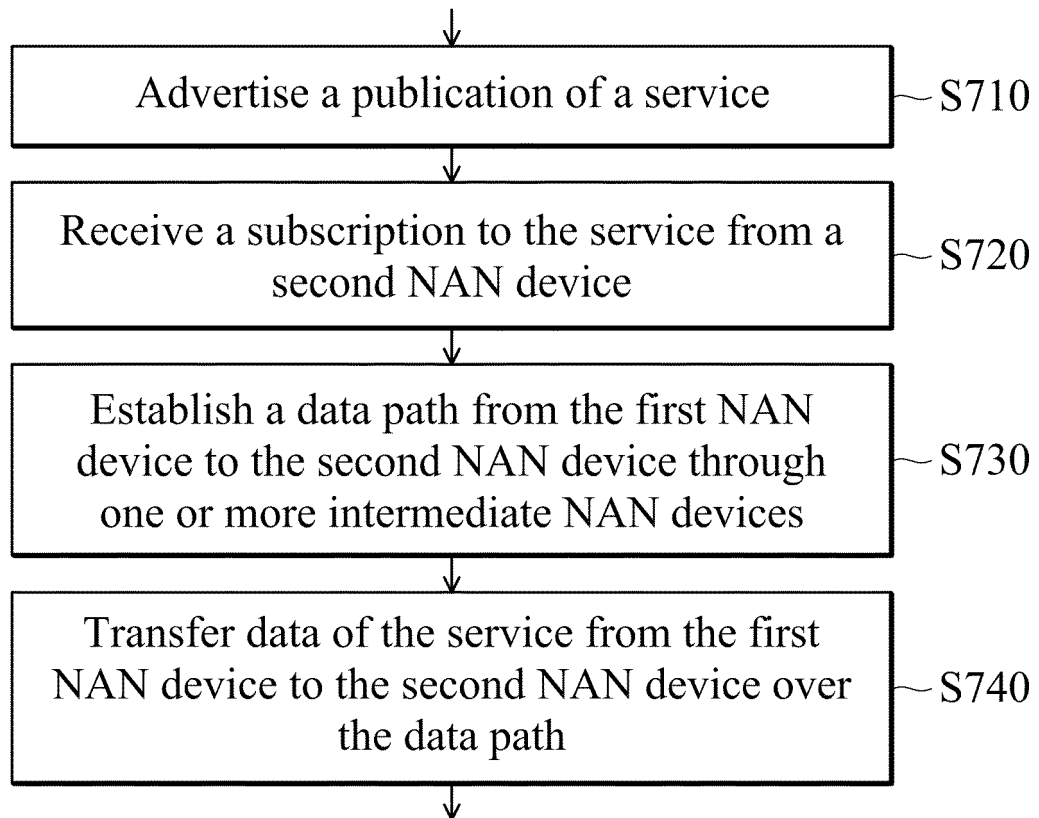 Advertise a publication of a service
S710
Receive a subscription to the service from a
second NAN device
S720
Establish a data path from the first NAN
device to the second NAN device through
one or more intermediate NAN devices
S730
Transfer data of the service from the first
NAN device to the second NAN device over
the data path
S740